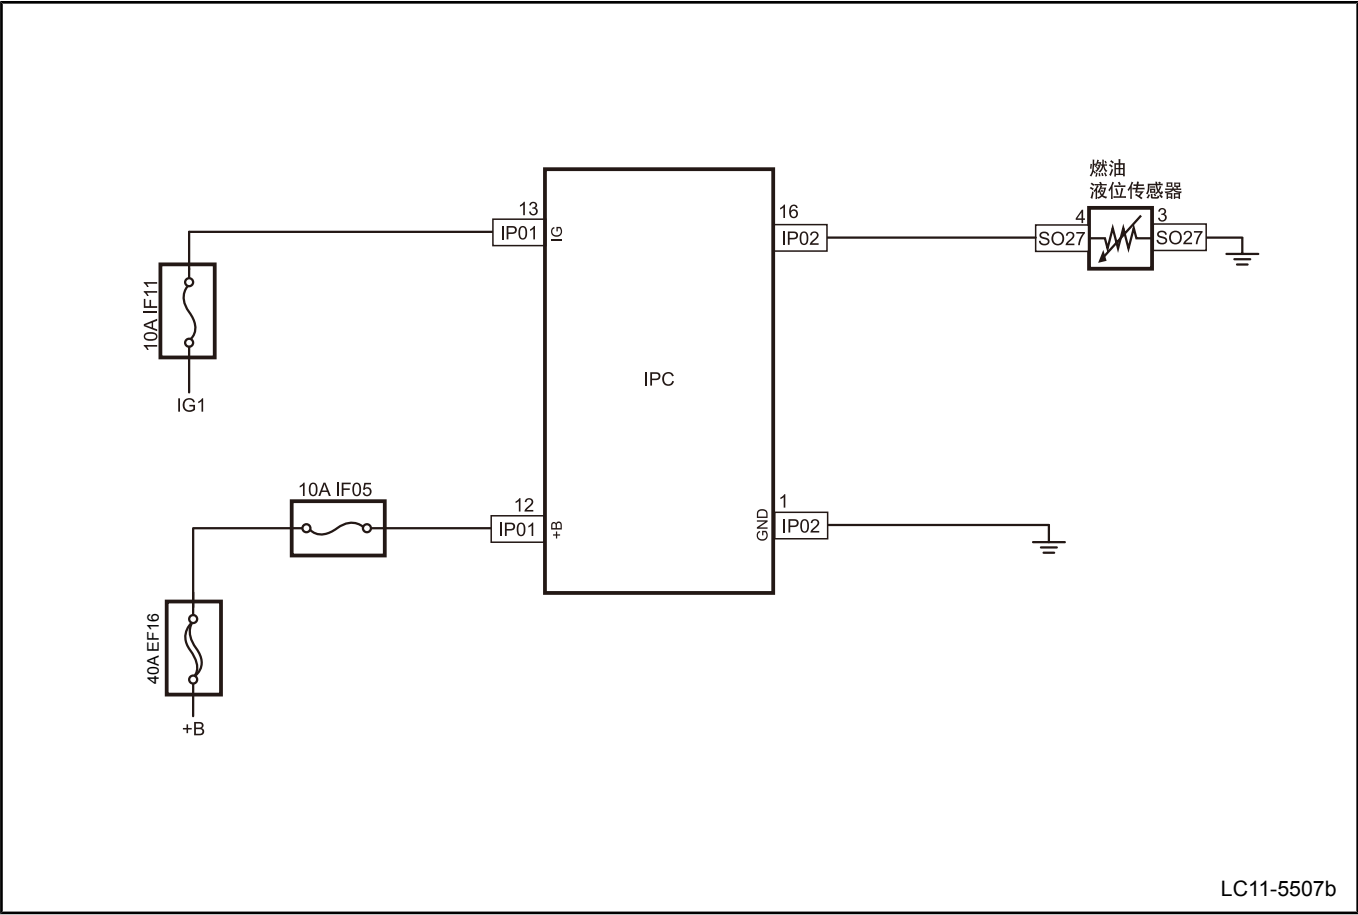 燃油
液位传感器
13
IP01
IG
16
IP02
4
SO27
3
SO27
10A IF11
IG1
IPC
10A IF05
12
IP01
+B
1
IP02
GND
40A EF16
+B
LC11-5507b